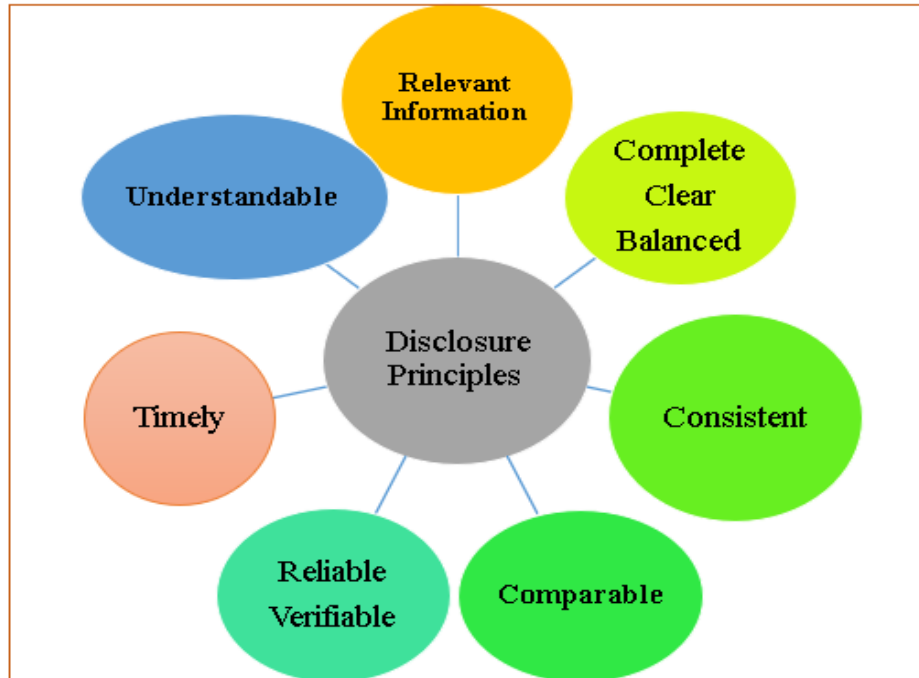 Relevant
Information
Complete
Clear
Balanced
Understandable
Disclosure
Principles
Consistent
Timely
Reliable
Verifiable
Comparable